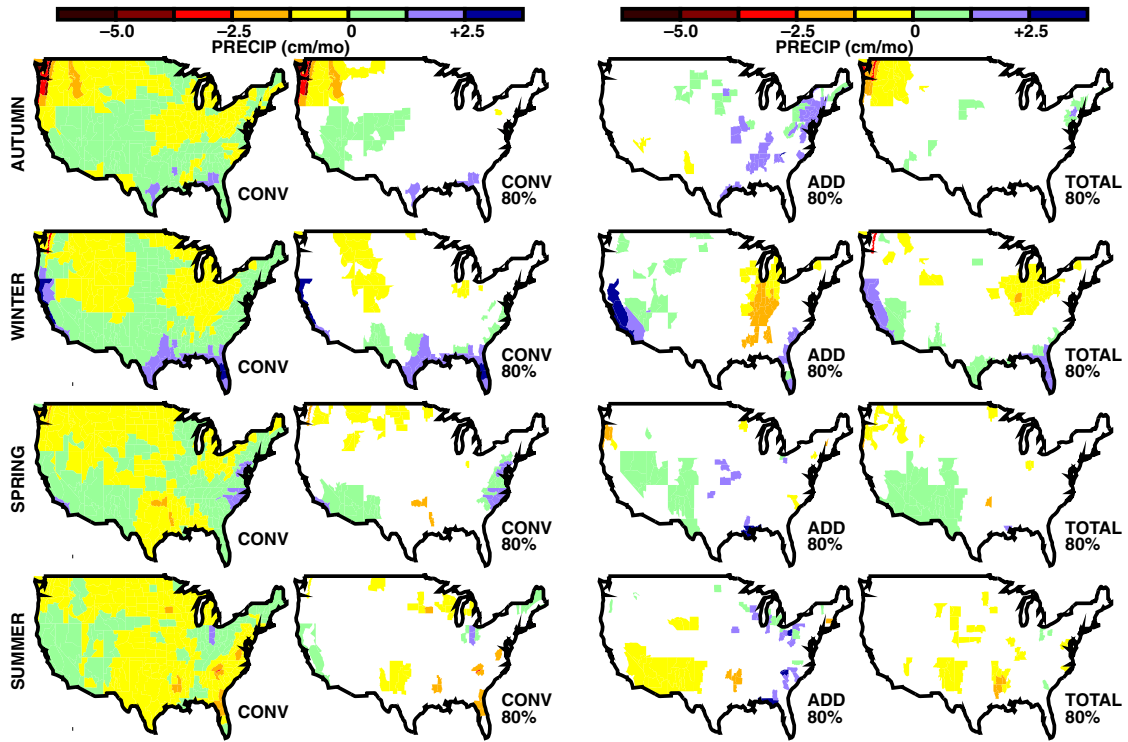 −5.0 −2.5 0 +2.5
PRECIP (cm/mo)
−5.0 −2.5 0 +2.5
PRECIP (cm/mo)
AUTUMN
CONV
CONV
80%
ADD
80%
TOTAL
80%
WINTER
CONV
CONV
80%
ADD
80%
TOTAL
80%
SPRING
CONV
CONV
80%
ADD
80%
TOTAL
80%
SUMMER
CONV
CONV
80%
ADD
80%
TOTAL
80%